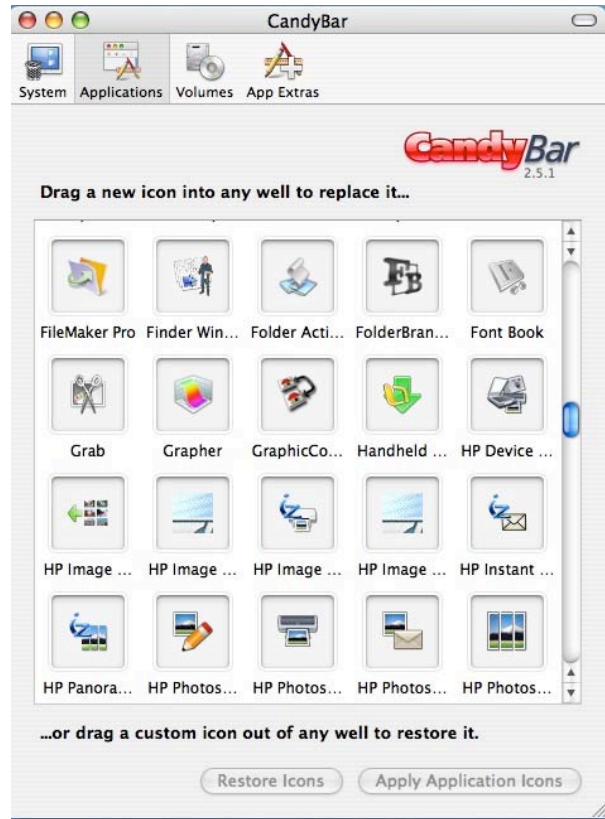 CandyBar
System Applications Volumes App Extras
CandyBar
2.5.1
Drag a new icon into any well to replace it...
FileMaker Pro Finder Win... Folder Acti... FolderBran... Font Book
Grab Grapher GraphicCo... Handheld ... HP Device ...
HP Image ... HP Image ... HP Image ... HP Image ... HP Instant ...
HP Panora... HP Photos... HP Photos... HP Photos... HP Photos...
...or drag a custom icon out of any well to restore it.
Restore Icons Apply Application Icons